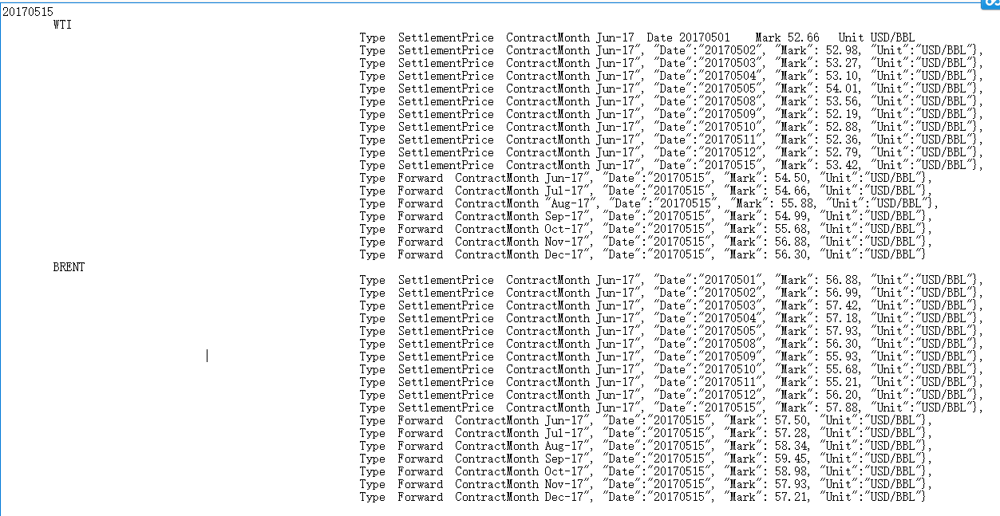 20170515
WTI
Type  SettlementPrice  ContractMonth Jun-17  Date 20170501    Mark 52.66   Unit USD/BBL
Type  SettlementPrice  ContractMonth Jun-17", "Date":"20170502", "Mark": 52.98, "Unit":"USD/BBL"},
Type  SettlementPrice  ContractMonth Jun-17", "Date":"20170503", "Mark": 53.27, "Unit":"USD/BBL"},
Type  SettlementPrice  ContractMonth Jun-17", "Date":"20170504", "Mark": 53.10, "Unit":"USD/BBL"},
Type  SettlementPrice  ContractMonth Jun-17", "Date":"20170505", "Mark": 54.01, "Unit":"USD/BBL"},
Type  SettlementPrice  ContractMonth Jun-17", "Date":"20170508", "Mark": 53.56, "Unit":"USD/BBL"},
Type  SettlementPrice  ContractMonth Jun-17", "Date":"20170509", "Mark": 52.19, "Unit":"USD/BBL"},
Type  SettlementPrice  ContractMonth Jun-17", "Date":"20170510", "Mark": 52.88, "Unit":"USD/BBL"},
Type  SettlementPrice  ContractMonth Jun-17", "Date":"20170511", "Mark": 52.36, "Unit":"USD/BBL"},
Type  SettlementPrice  ContractMonth Jun-17", "Date":"20170512", "Mark": 52.79, "Unit":"USD/BBL"},
Type  SettlementPrice  ContractMonth Jun-17", "Date":"20170515", "Mark": 53.42, "Unit":"USD/BBL"},
Type  Forward  ContractMonth Jun-17", "Date":"20170515", "Mark": 54.50, "Unit":"USD/BBL"},
Type  Forward  ContractMonth Jul-17", "Date":"20170515", "Mark": 54.66, "Unit":"USD/BBL"},
Type  Forward  ContractMonth "Aug-17", "Date":"20170515", "Mark": 55.88, "Unit":"USD/BBL"},
Type  Forward  ContractMonth Sep-17", "Date":"20170515", "Mark": 54.99, "Unit":"USD/BBL"},
Type  Forward  ContractMonth Oct-17", "Date":"20170515", "Mark": 55.68, "Unit":"USD/BBL"},
Type  Forward  ContractMonth Nov-17", "Date":"20170515", "Mark": 56.88, "Unit":"USD/BBL"},
Type  Forward  ContractMonth Dec-17", "Date":"20170515", "Mark": 56.30, "Unit":"USD/BBL"}
BRENT
Type  SettlementPrice  ContractMonth Jun-17", "Date":"20170501", "Mark": 56.88, "Unit":"USD/BBL"},
Type  SettlementPrice  ContractMonth Jun-17", "Date":"20170502", "Mark": 56.99, "Unit":"USD/BBL"},
Type  SettlementPrice  ContractMonth Jun-17", "Date":"20170503", "Mark": 57.42, "Unit":"USD/BBL"},
Type  SettlementPrice  ContractMonth Jun-17", "Date":"20170504", "Mark": 57.18, "Unit":"USD/BBL"},
Type  SettlementPrice  ContractMonth Jun-17", "Date":"20170505", "Mark": 57.93, "Unit":"USD/BBL"},
Type  SettlementPrice  ContractMonth Jun-17", "Date":"20170508", "Mark": 56.30, "Unit":"USD/BBL"},
Type  SettlementPrice  ContractMonth Jun-17", "Date":"20170509", "Mark": 55.93, "Unit":"USD/BBL"},
Type  SettlementPrice  ContractMonth Jun-17", "Date":"20170510", "Mark": 55.68, "Unit":"USD/BBL"},
Type  SettlementPrice  ContractMonth Jun-17", "Date":"20170511", "Mark": 55.21, "Unit":"USD/BBL"},
Type  SettlementPrice  ContractMonth Jun-17", "Date":"20170512", "Mark": 56.20, "Unit":"USD/BBL"},
Type  SettlementPrice  ContractMonth Jun-17", "Date":"20170515", "Mark": 57.88, "Unit":"USD/BBL"},
Type  Forward  ContractMonth Jun-17", "Date":"20170515", "Mark": 57.50, "Unit":"USD/BBL"},
Type  Forward  ContractMonth Jul-17", "Date":"20170515", "Mark": 57.28, "Unit":"USD/BBL"},
Type  Forward  ContractMonth Aug-17", "Date":"20170515", "Mark": 58.34, "Unit":"USD/BBL"},
Type  Forward  ContractMonth Sep-17", "Date":"20170515", "Mark": 59.45, "Unit":"USD/BBL"},
Type  Forward  ContractMonth Oct-17", "Date":"20170515", "Mark": 58.98, "Unit":"USD/BBL"},
Type  Forward  ContractMonth Nov-17", "Date":"20170515", "Mark": 57.93, "Unit":"USD/BBL"},
Type  Forward  ContractMonth Dec-17", "Date":"20170515", "Mark": 57.21, "Unit":"USD/BBL"}